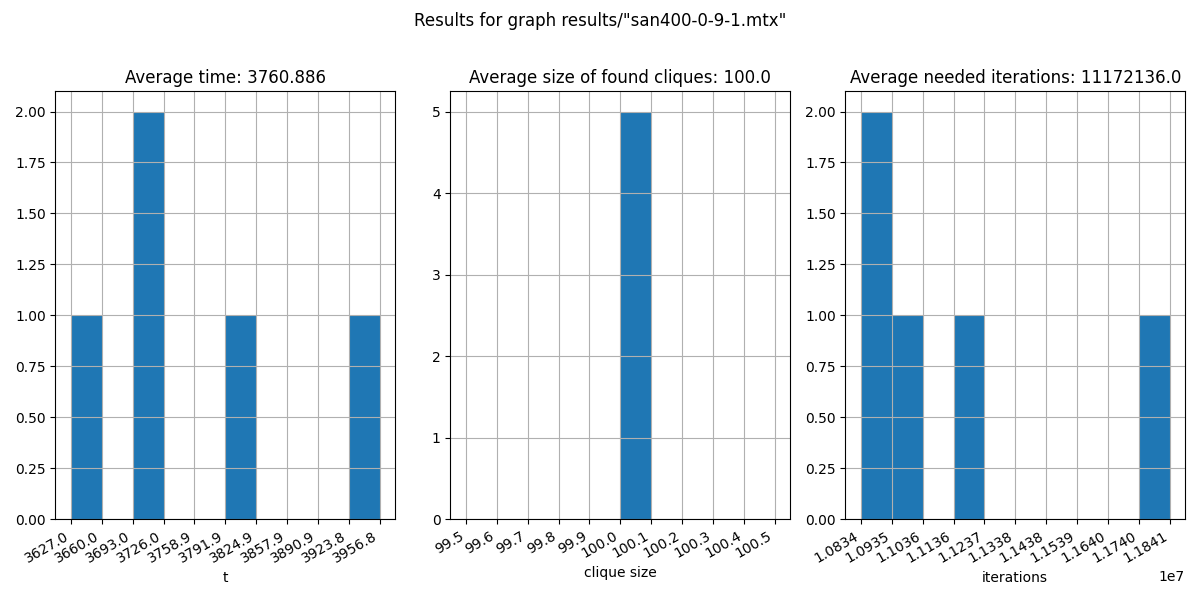 Results for graph results/"san400-0-9-1.mtx"
Average time: 3760.886
2.00
1.75
1.50
1.25
1.00
0.75
0.50
0.25
0.00
3627.0 3660.0 3693.0 3726.0 3758.9 3791.9 3824.9 3857.9 3890.9 3923.8 3956.8
t
Average size of found cliques: 100.0
5
4
3
2
1
0
99.5 99.6 99.7 99.8 99.9 100.0 100.1 100.2 100.3 100.4 100.5
clique size
Average needed iterations: 11172136.0
2.00
1.75
1.50
1.25
1.00
0.75
0.50
0.25
0.00
1.0834 1.0935 1.1036 1.1136 1.1237 1.1338 1.1438 1.1539 1.1640 1.1740 1.1841
1e7
iterations